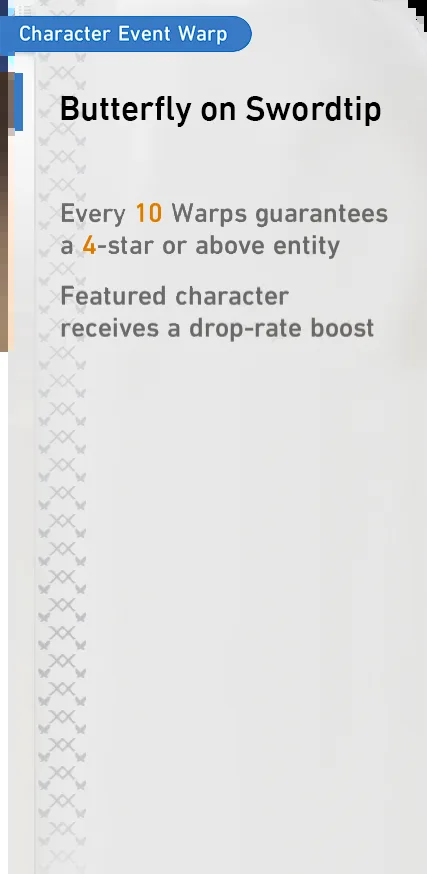 Character Event Warp
Butterfly on Swordtip
Every 10 Warps guarantees
a 4-star or above entity
Featured character
receives a drop-rate boost